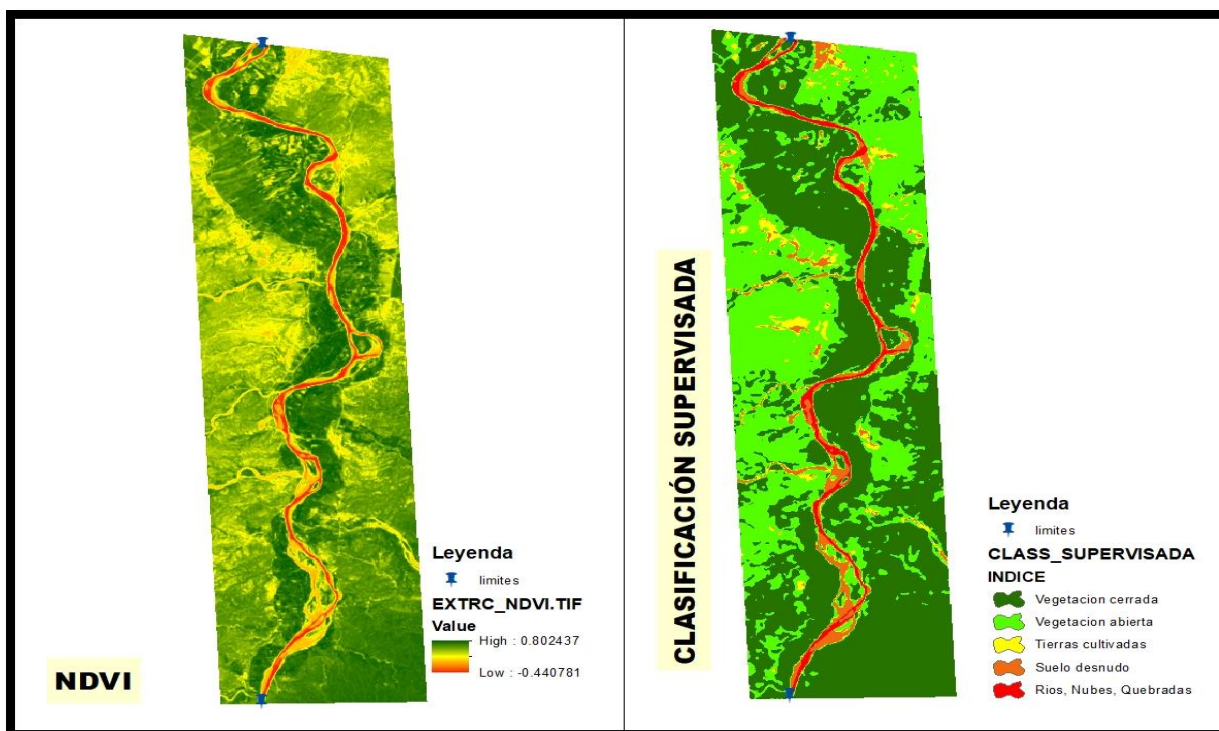 NDVI
Leyenda
limites
EXTRC_NDVI.TIF
Value
High : 0.802437
Low : -0.440781
CLASIFICACIÓN SUPERVISADA
Leyenda
limites
CLASS_SUPERVISADA
INDICE
Vegetacion cerrada
Vegetacion abierta
Tierras cultivadas
Suelo desnudo
Rios, Nubes, Quebradas